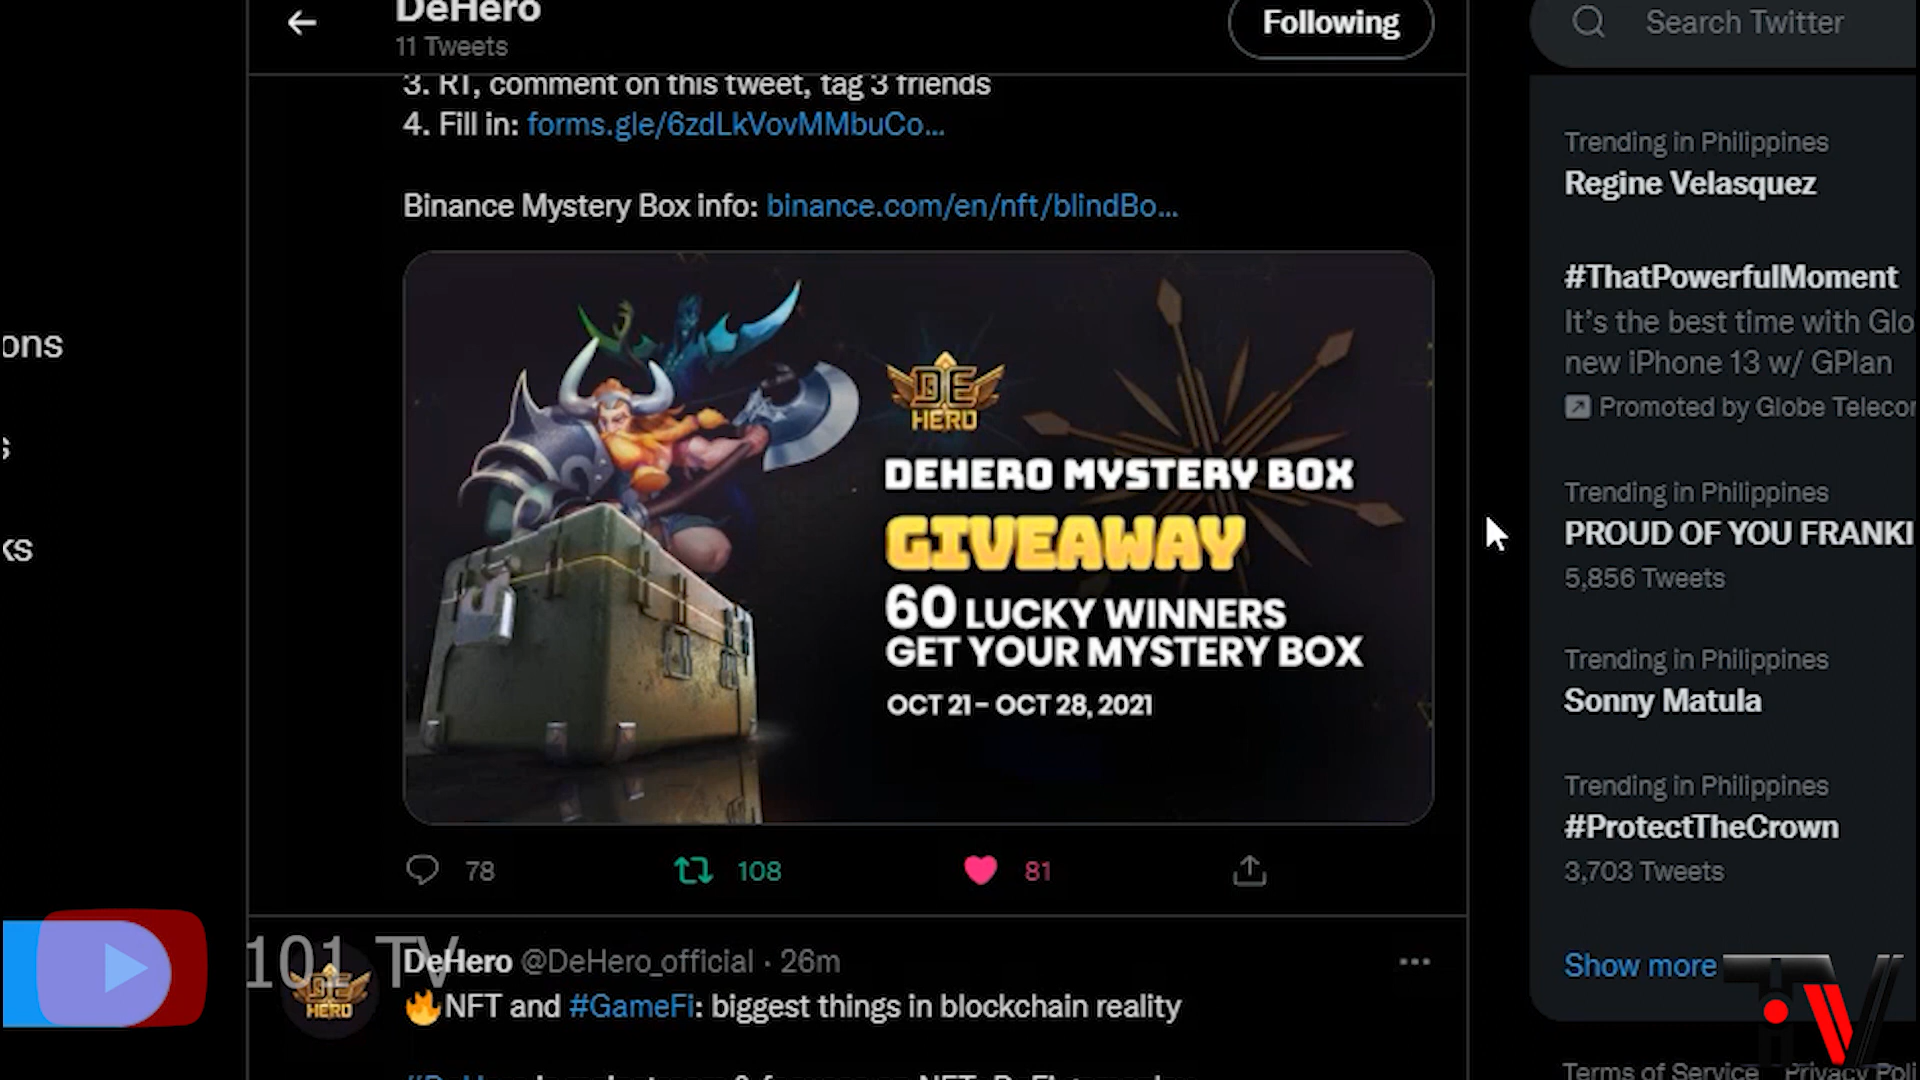 DeHero
11 Tweets
Following
Search Twitter
3. RT, comment on this tweet, tag 3 friends
4. Fill in: forms.gle/6zdLkVovMMbuCo...
Binance Mystery Box info: binance.com/en/nft/blindBo...
DE
HERO
DEHERO MYSTERY BOX
GIVEAWAY
60 LUCKY WINNERS
GET YOUR MYSTERY BOX
OCT 21 - OCT 28, 2021
78
108
81
DeHero @DeHero_official · 26m
🔥NFT and #GameFi: biggest things in blockchain reality
DE
HERO
101 TV
ons
s
ks
Trending in Philippines
Regine Velasquez
#ThatPowerfulMoment
It's the best time with Glo
new iPhone 13 w/ GPlan
Promoted by Globe Telecor
Trending in Philippines
PROUD OF YOU FRANKI
5,856 Tweets
Trending in Philippines
Sonny Matula
Trending in Philippines
#ProtectTheCrown
3,703 Tweets
Show more
TV
Terms of Service Privacy Poli